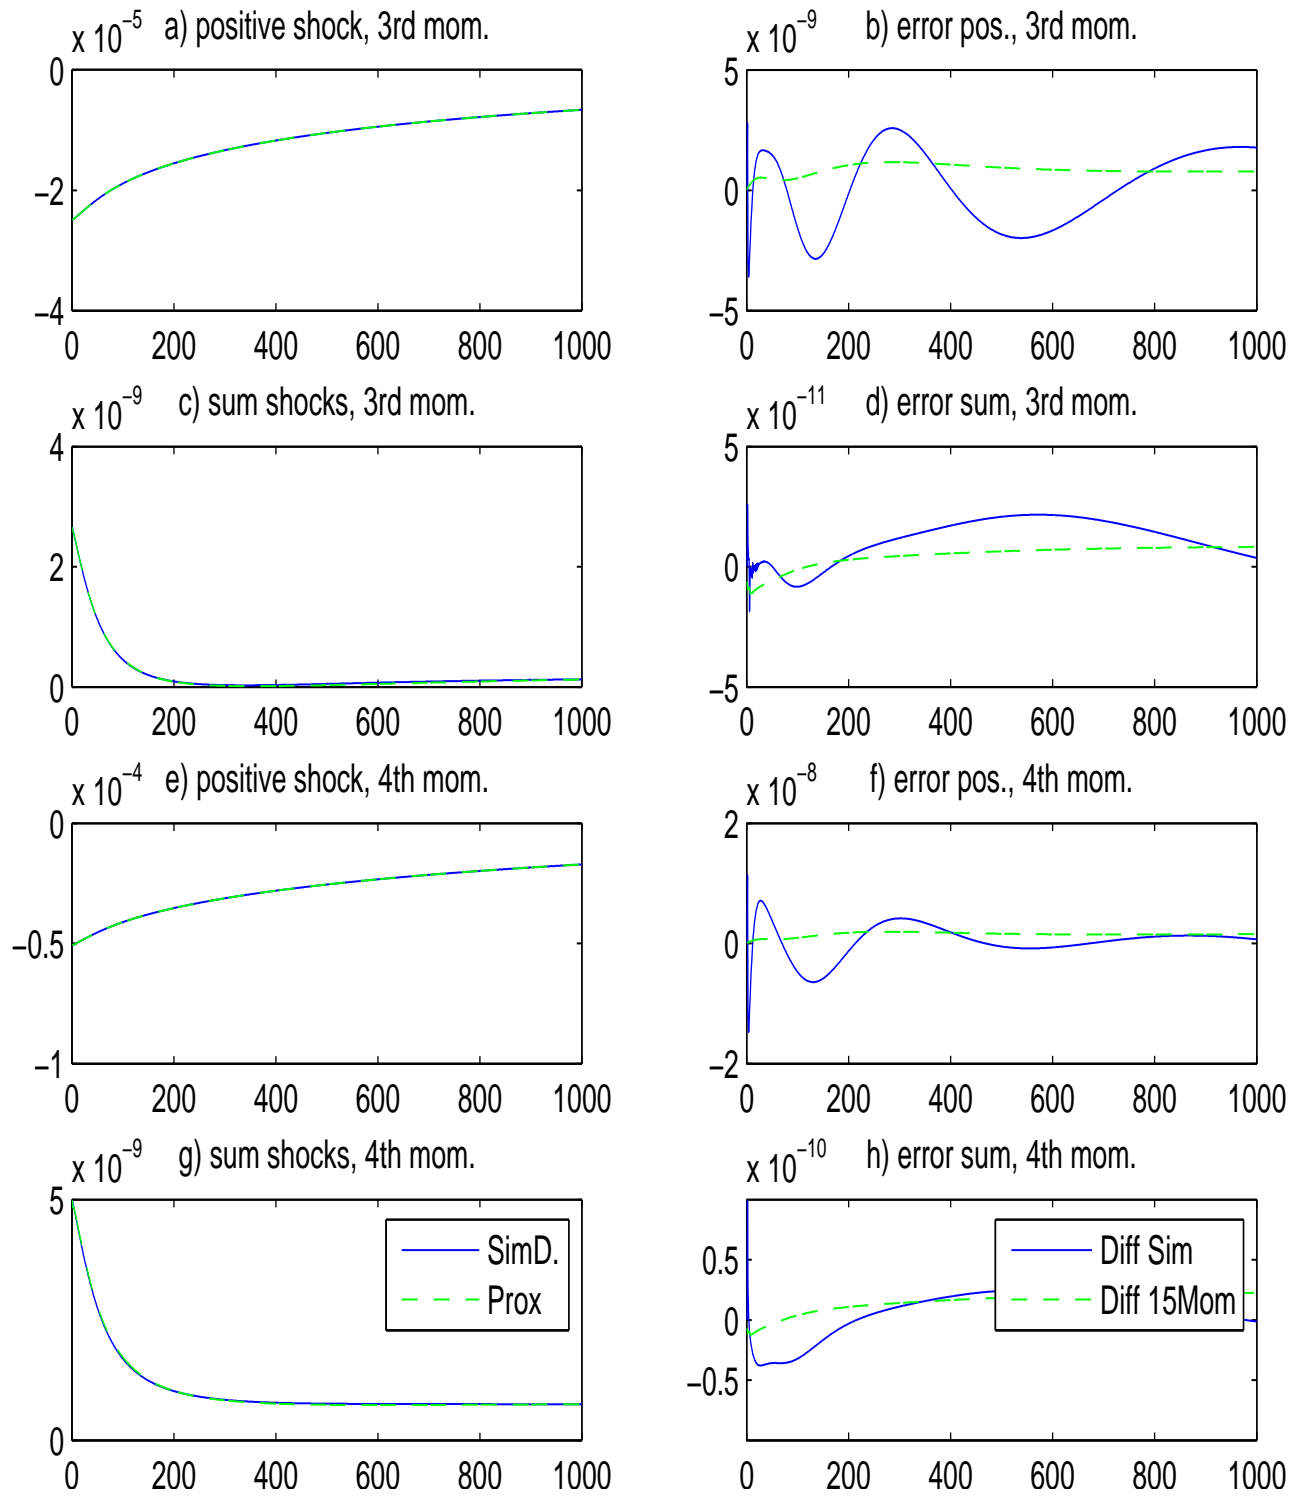 x 10⁻⁵ a) positive shock, 3rd mom.
0
−2
−4
0 200 400 600 800 1000
x 10⁻⁹ b) error pos., 3rd mom.
5
0
−5
0 200 400 600 800 1000
x 10⁻⁹ c) sum shocks, 3rd mom.
4
2
0
0 200 400 600 800 1000
x 10⁻¹¹ d) error sum, 3rd mom.
5
0
−5
0 200 400 600 800 1000
x 10⁻⁴ e) positive shock, 4th mom.
0
−0.5
−1
0 200 400 600 800 1000
x 10⁻⁸ f) error pos., 4th mom.
2
0
−2
0 200 400 600 800 1000
x 10⁻⁹ g) sum shocks, 4th mom.
5
0
SimD.
Prox
0 200 400 600 800 1000
x 10⁻¹⁰ h) error sum, 4th mom.
0.5
0
−0.5
Diff Sim
Diff 15Mom
0 200 400 600 800 1000